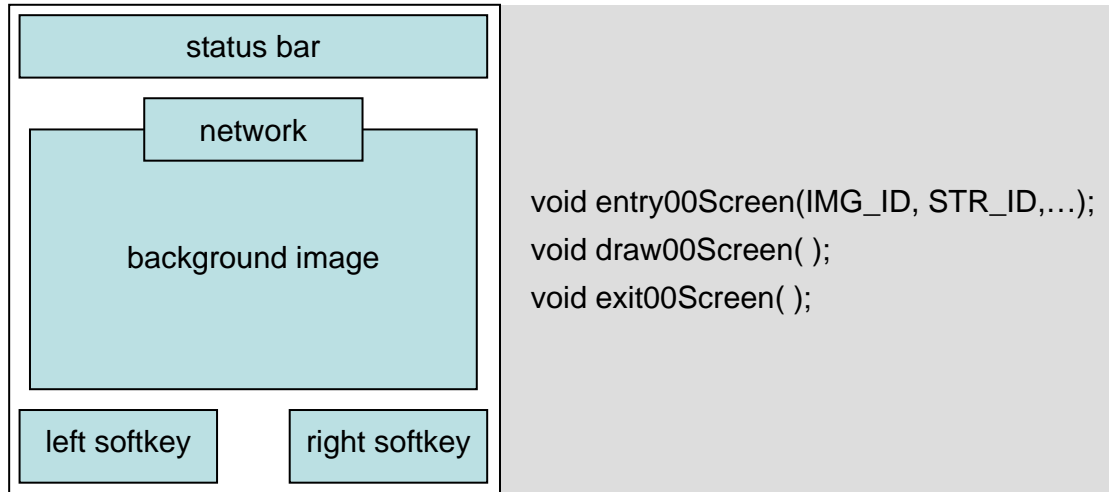 status bar
network
background image
left softkey
right softkey
void entry00Screen(IMG_ID, STR_ID,…);
void draw00Screen( );
void exit00Screen( );